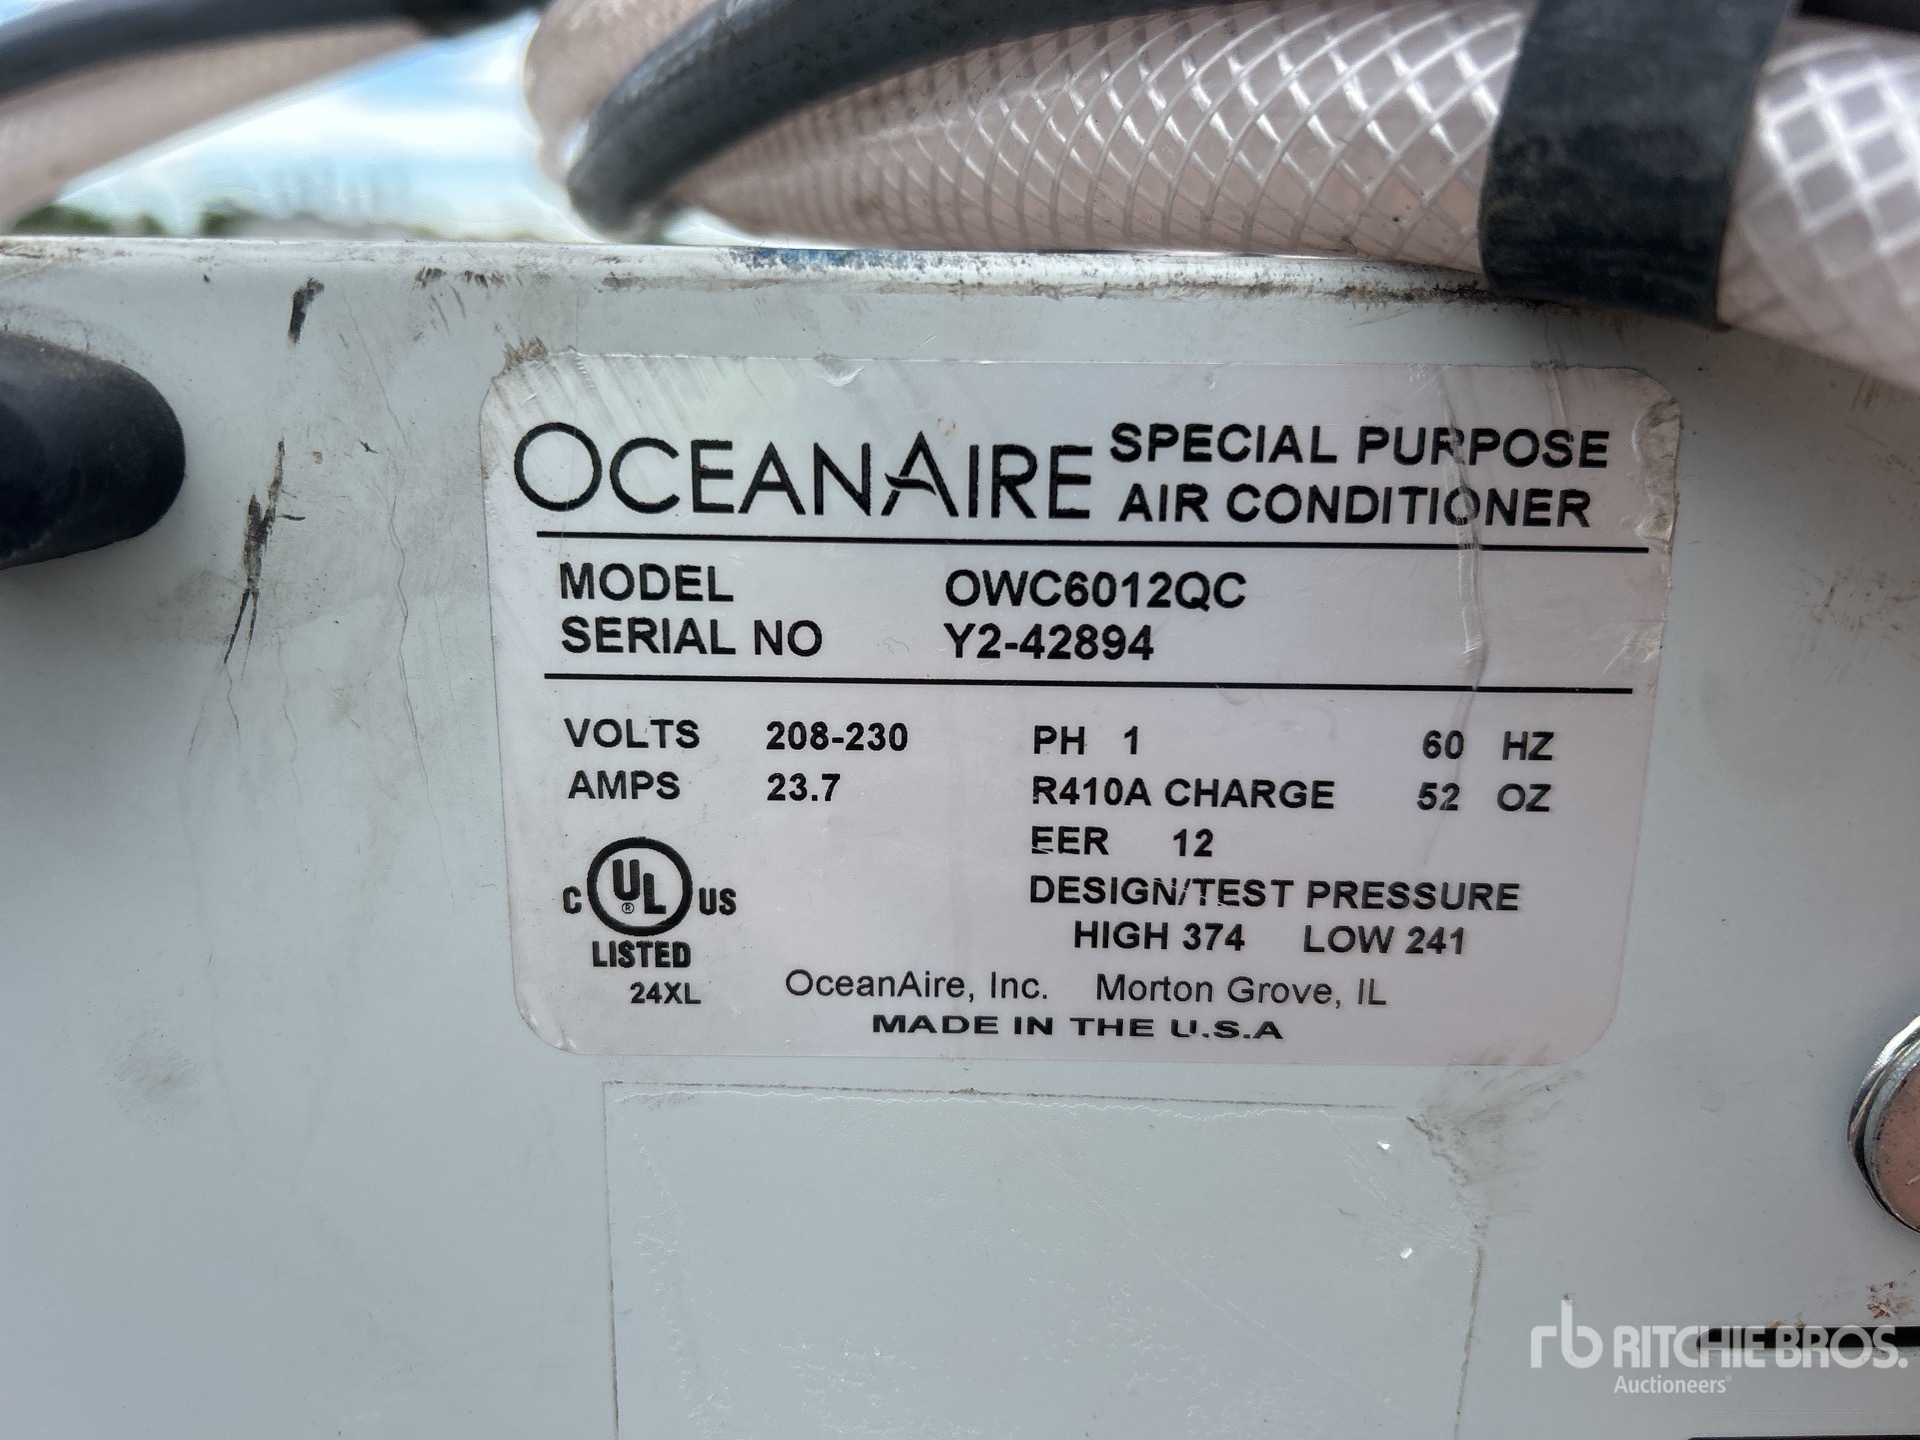 OCEANAIRE SPECIAL PURPOSE
AIR CONDITIONER
MODEL OWC6012QC
SERIAL NO Y2-42894
VOLTS 208-230 PH 1 60 HZ
AMPS 23.7 R410A CHARGE 52 OZ
EER 12
DESIGN/TEST PRESSURE
HIGH 374 LOW 241
C UL® US
LISTED
24XL
OceanAire, Inc. Morton Grove, IL
MADE IN THE U.S.A
rb RITCHIE BROS.
Auctioneers